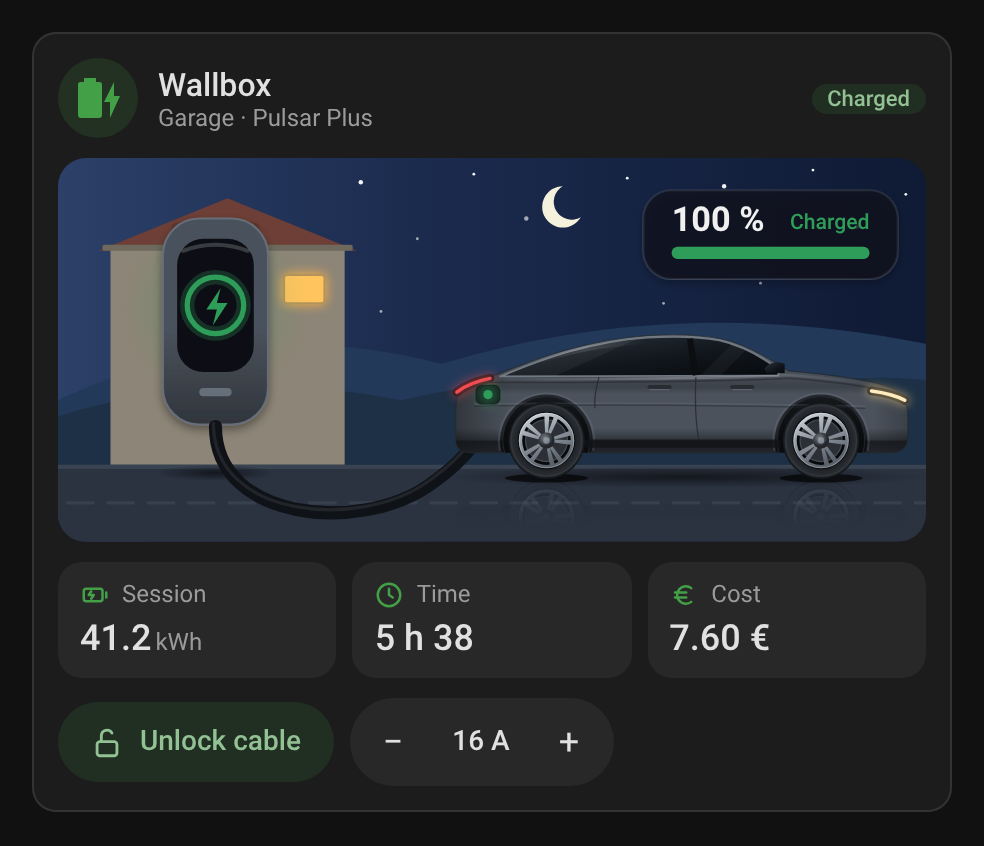 Wallbox
Garage · Pulsar Plus
Charged
100 % Charged
Session
41.2 kWh
Time
5 h 38
Cost
7.60 €
Unlock cable
− 16 A +